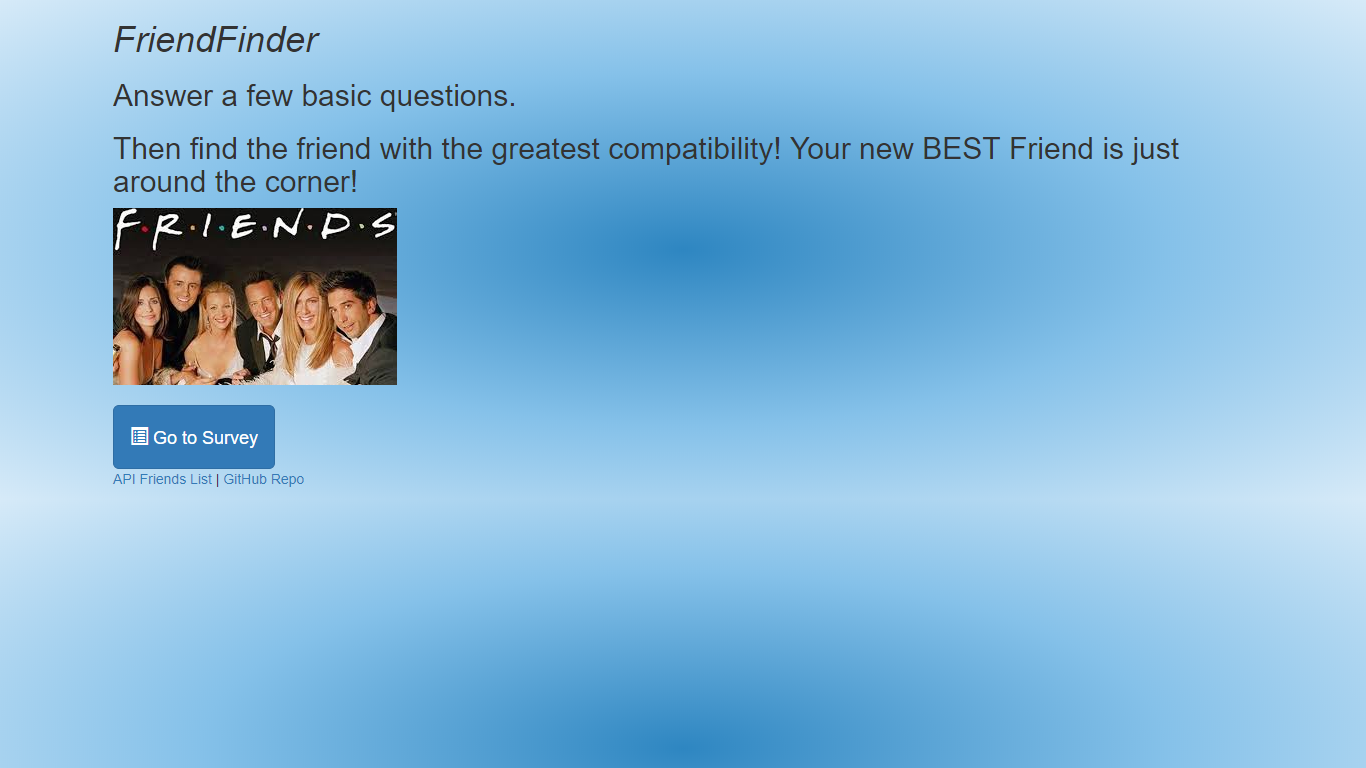 FriendFinder
Answer a few basic questions.
Then find the friend with the greatest compatibility! Your new BEST Friend is just
around the corner!
F·R·I·E·N·D·S
Go to Survey
API Friends List | GitHub Repo